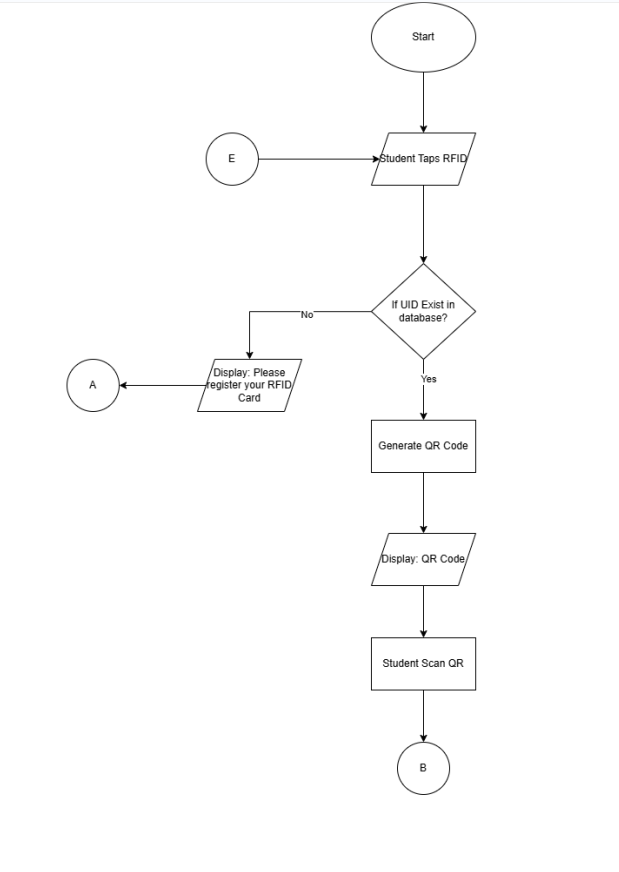 Start
E
Student Taps RFID
If UID Exist in
database?
No
Display: Please
register your RFID
Card
A
Yes
Generate QR Code
Display: QR Code
Student Scan QR
B